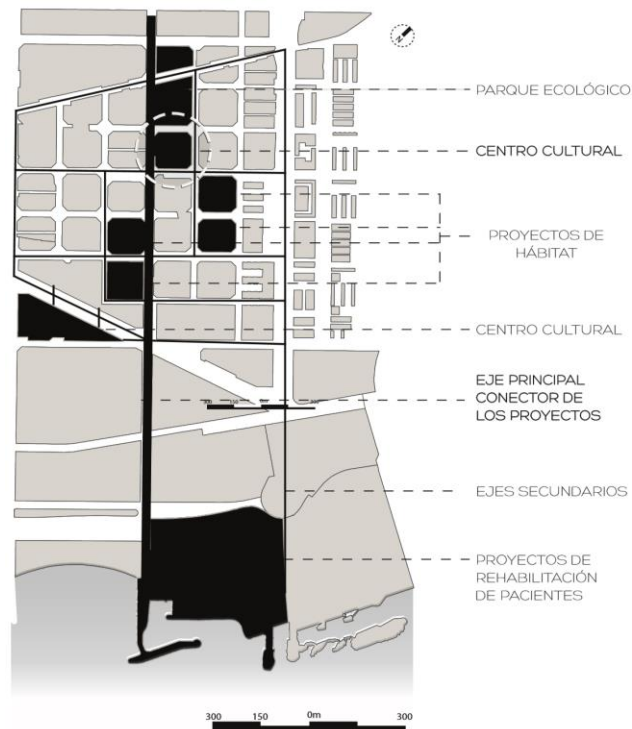 N
PARQUE ECOLÓGICO
CENTRO CULTURAL
PROYECTOS DE
HÁBITAT
CENTRO CULTURAL
EJE PRINCIPAL
CONECTOR DE
LOS PROYECTOS
EJES SECUNDARIOS
PROYECTOS DE
REHABILITACIÓN
DE PACIENTES
300 150 0m 300